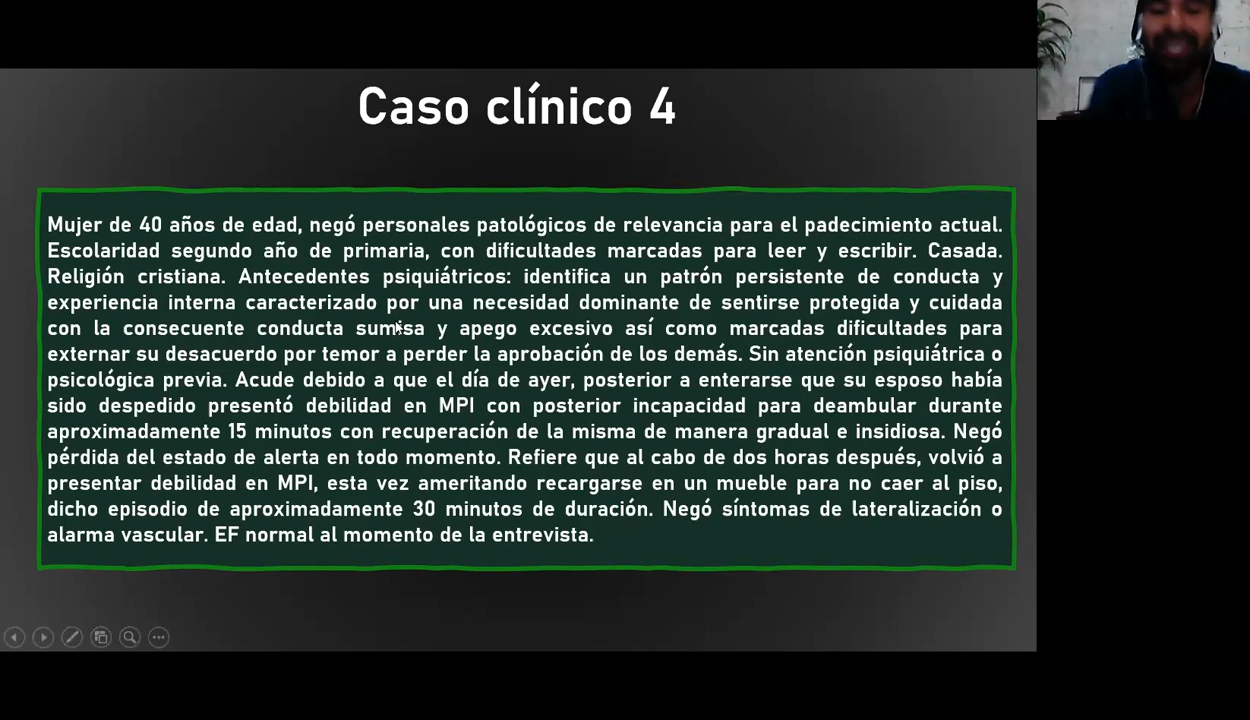 Caso clínico 4
Mujer de 40 años de edad, negó personales patológicos de relevancia para el padecimiento actual.
Escolaridad segundo año de primaria, con dificultades marcadas para leer y escribir. Casada.
Religión cristiana. Antecedentes psiquiátricos: identifica un patrón persistente de conducta y
experiencia interna caracterizado por una necesidad dominante de sentirse protegida y cuidada
con la consecuente conducta sumisa y apego excesivo así como marcadas dificultades para
externar su desacuerdo por temor a perder la aprobación de los demás. Sin atención psiquiátrica o
psicológica previa. Acude debido a que el día de ayer, posterior a enterarse que su esposo había
sido despedido presentó debilidad en MPI con posterior incapacidad para deambular durante
aproximadamente 15 minutos con recuperación de la misma de manera gradual e insidiosa. Negó
pérdida del estado de alerta en todo momento. Refiere que al cabo de dos horas después, volvió a
presentar debilidad en MPI, esta vez ameritando recargarse en un mueble para no caer al piso,
dicho episodio de aproximadamente 30 minutos de duración. Negó síntomas de lateralización o
alarma vascular. EF normal al momento de la entrevista.